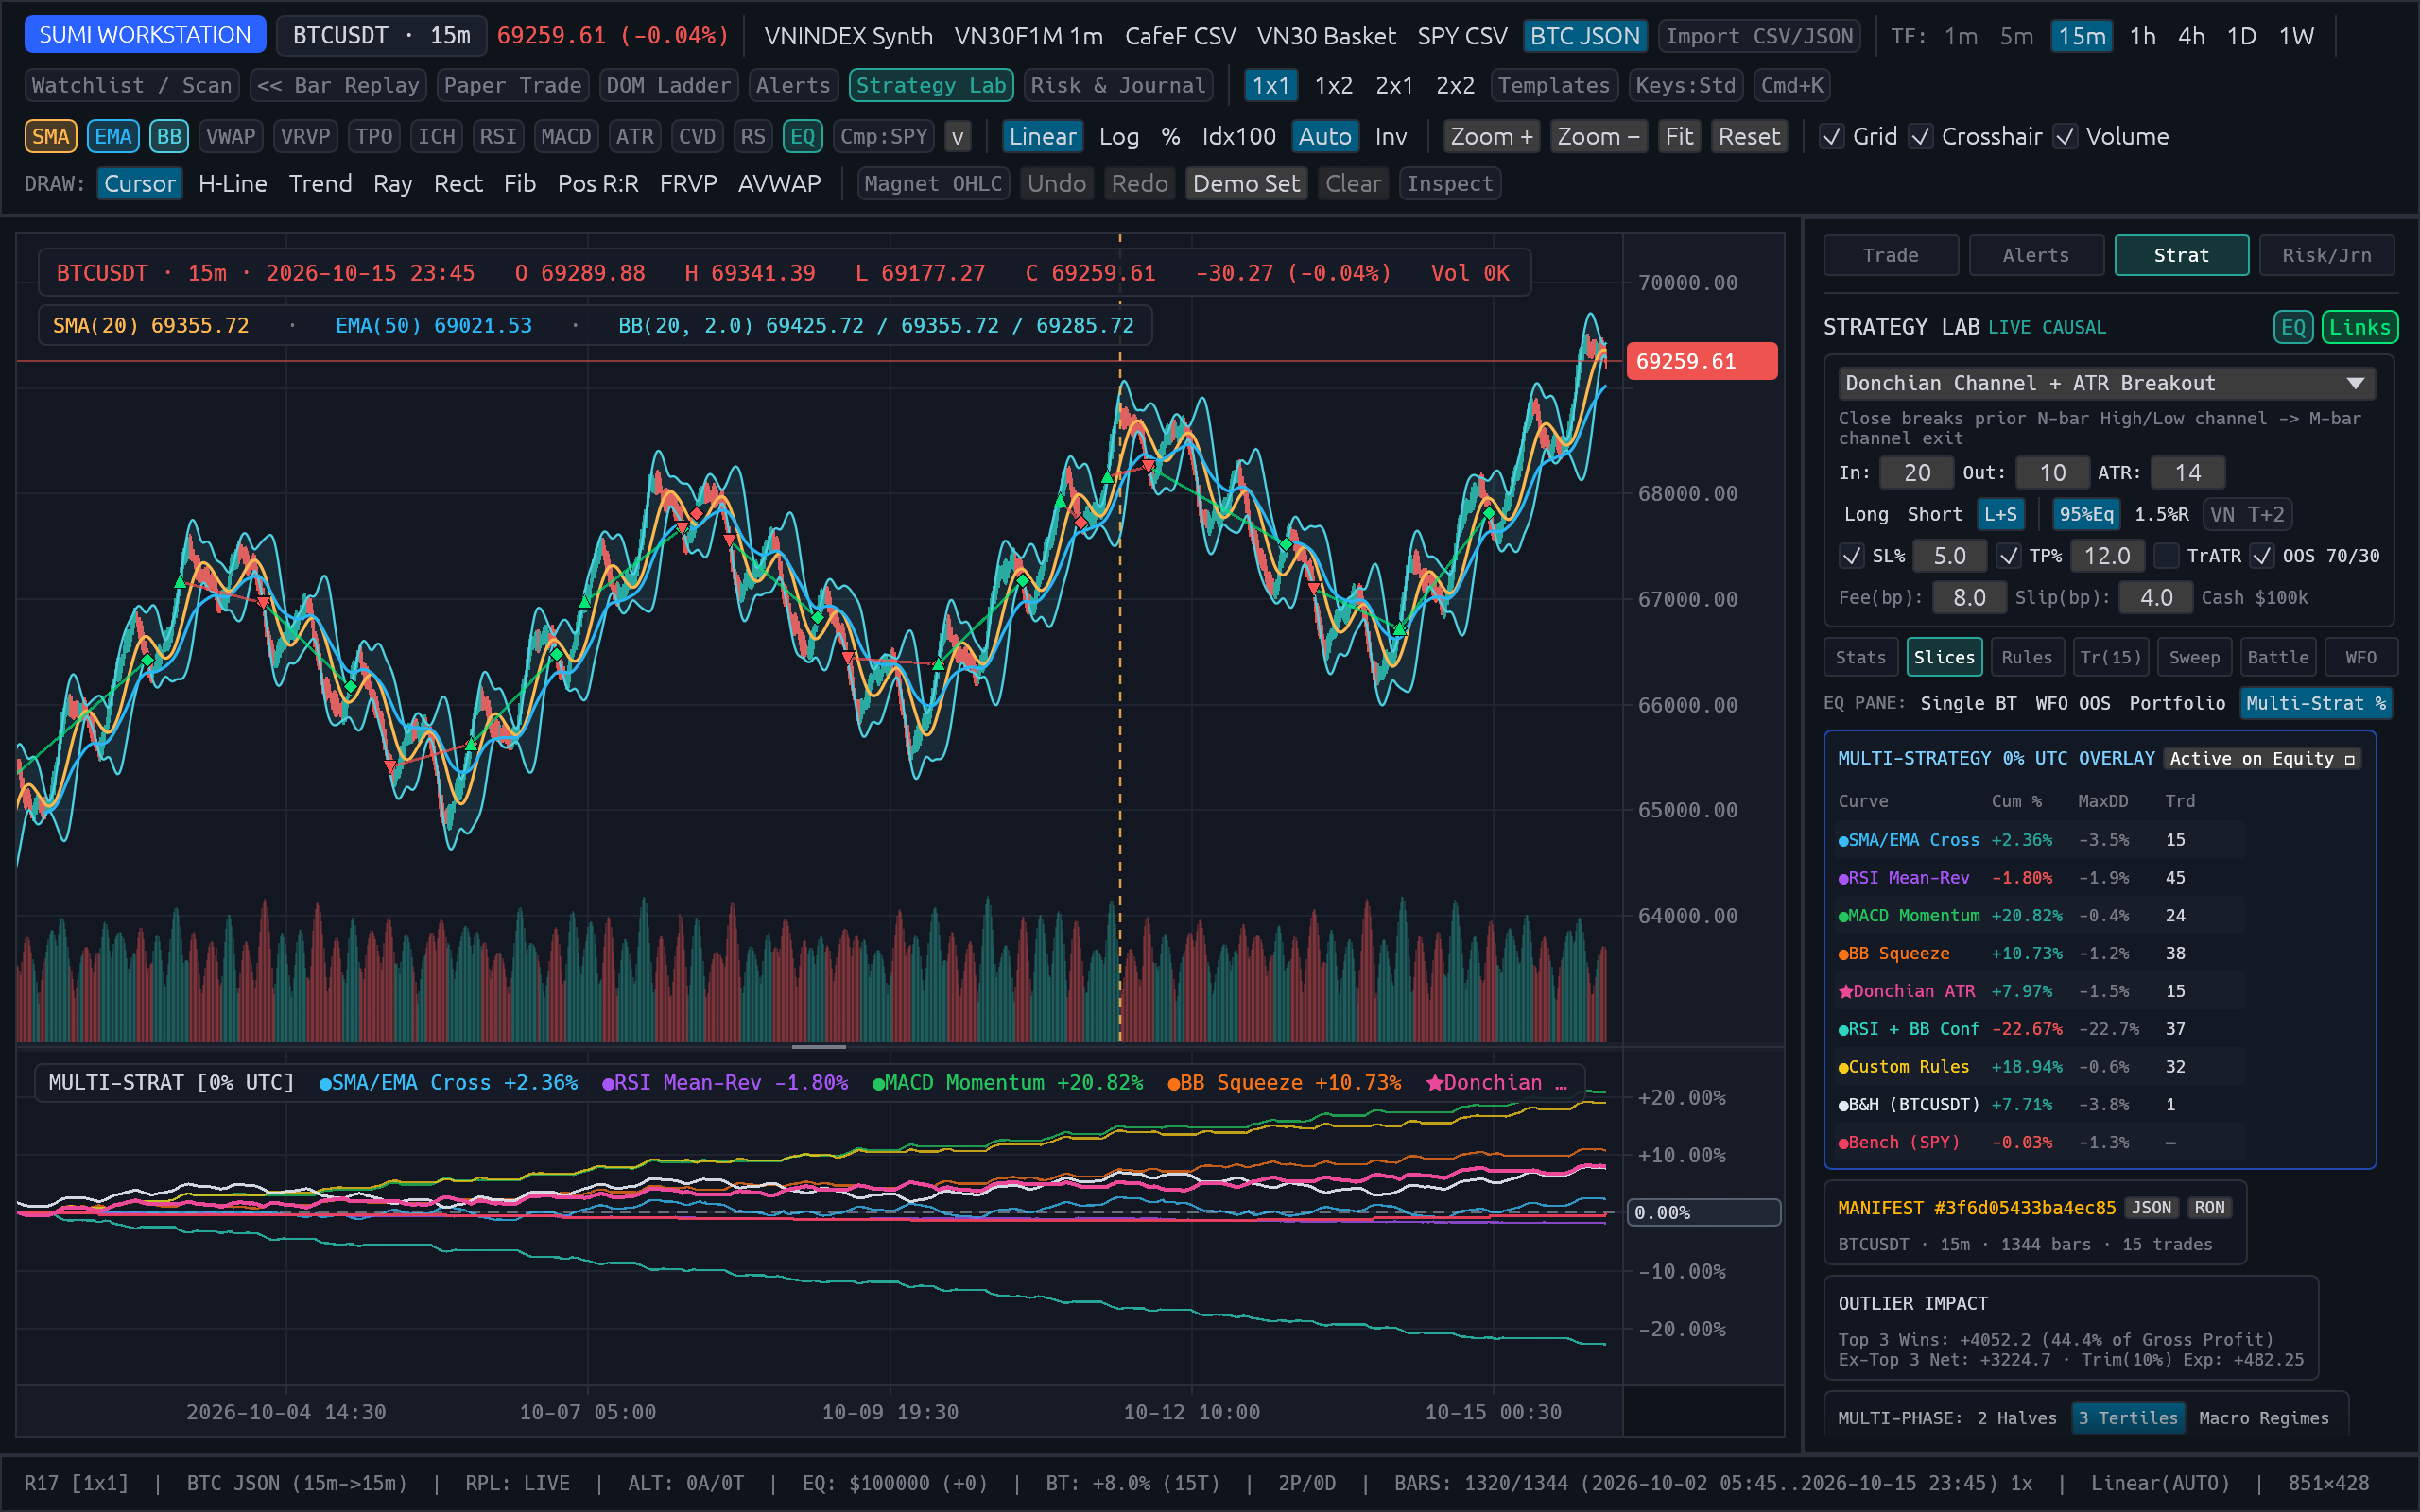 SUMI WORKSTATION BTCUSDT · 15m 69259.61 (-0.04%) VNINDEX Synth VN30F1M 1m CafeF CSV VN30 Basket SPY CSV BTC JSON Import CSV/JSON TF: 1m 5m 15m 1h 4h 1D 1W
Watchlist / Scan << Bar Replay Paper Trade DOM Ladder Alerts Strategy Lab Risk & Journal 1x1 1x2 2x1 2x2 Templates Keys:Std Cmd+K
SMA EMA BB VWAP VRVP TPO ICH RSI MACD ATR CVD RS EQ Cmp:SPY v Linear Log % Idx100 Auto Inv Zoom + Zoom − Fit Reset Grid Crosshair Volume
DRAW: Cursor H-Line Trend Ray Rect Fib Pos R:R FRVP AVWAP Magnet OHLC Undo Redo Demo Set Clear Inspect
BTCUSDT · 15m · 2026-10-15 23:45 O 69289.88 H 69341.39 L 69177.27 C 69259.61 -30.27 (-0.04%) Vol 0K
SMA(20) 69355.72 · EMA(50) 69021.53 · BB(20, 2.0) 69425.72 / 69355.72 / 69285.72
70000.00
69259.61
68000.00
67000.00
66000.00
65000.00
64000.00
MULTI-STRAT [0% UTC] ●SMA/EMA Cross +2.36% ●RSI Mean-Rev -1.80% ●MACD Momentum +20.82% ●BB Squeeze +10.73% ★Donchian …
+20.00%
+10.00%
0.00%
-10.00%
-20.00%
2026-10-04 14:30 10-07 05:00 10-09 19:30 10-12 10:00 10-15 00:30
Trade Alerts Strat Risk/Jrn
STRATEGY LAB LIVE CAUSAL EQ Links
Donchian Channel + ATR Breakout
Close breaks prior N-bar High/Low channel -> M-bar
channel exit
In: 20 Out: 10 ATR: 14
Long Short L+S 95%Eq 1.5%R VN T+2
SL% 5.0 TP% 12.0 TrATR OOS 70/30
Fee(bp): 8.0 Slip(bp): 4.0 Cash $100k
Stats Slices Rules Tr(15) Sweep Battle WFO
EQ PANE: Single BT WFO OOS Portfolio Multi-Strat %
MULTI-STRATEGY 0% UTC OVERLAY Active on Equity □
Curve Cum % MaxDD Trd
●SMA/EMA Cross +2.36% -3.5% 15
●RSI Mean-Rev -1.80% -1.9% 45
●MACD Momentum +20.82% -0.4% 24
●BB Squeeze +10.73% -1.2% 38
★Donchian ATR +7.97% -1.5% 15
●RSI + BB Conf -22.67% -22.7% 37
●Custom Rules +18.94% -0.6% 32
●B&H (BTCUSDT) +7.71% -3.8% 1
●Bench (SPY) -0.03% -1.3% —
MANIFEST #3f6d05433ba4ec85 JSON RON
BTCUSDT · 15m · 1344 bars · 15 trades
OUTLIER IMPACT
Top 3 Wins: +4052.2 (44.4% of Gross Profit)
Ex-Top 3 Net: +3224.7 · Trim(10%) Exp: +482.25
MULTI-PHASE: 2 Halves 3 Tertiles Macro Regimes
R17 [1x1] | BTC JSON (15m->15m) | RPL: LIVE | ALT: 0A/0T | EQ: $100000 (+0) | BT: +8.0% (15T) | 2P/0D | BARS: 1320/1344 (2026-10-02 05:45..2026-10-15 23:45) 1x | Linear(AUTO) | 851×428